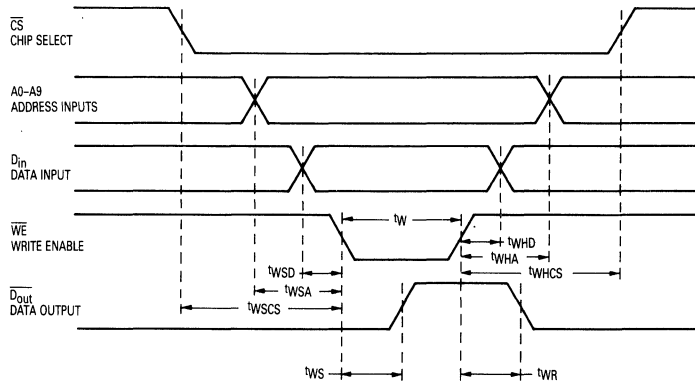 CS
CHIP SELECT
A0–A9
ADDRESS INPUTS
Din
DATA INPUT
WE
WRITE ENABLE
tW
tWHD
tWHA
tWHCS
tWSD
tWSA
tWSCS
Dout
DATA OUTPUT
tWS
tWR